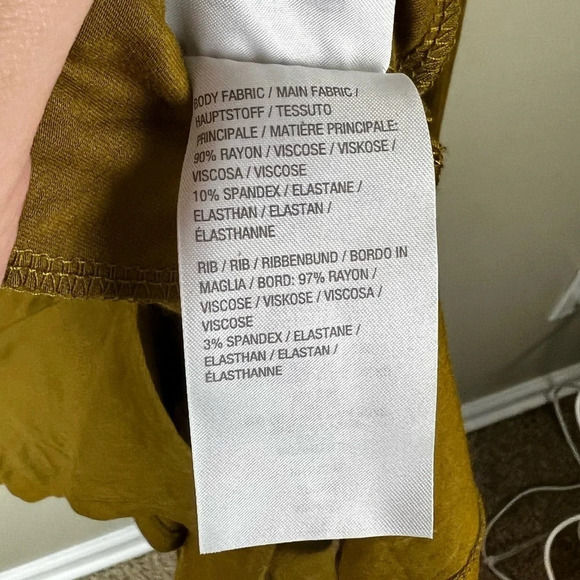 BODY FABRIC / MAIN FABRIC /
HAUPTSTOFF / TESSUTO
PRINCIPALE / MATIÈRE PRINCIPALE:
90% RAYON / VISCOSE / VISKOSE /
VISCOSA / VISCOSE
10% SPANDEX / ELASTANE /
ELASTHAN / ELASTAN /
ÉLASTHANNE
RIB / RIB / RIBBENBUND / BORDO IN
MAGLIA / BORD: 97% RAYON /
VISCOSE / VISKOSE / VISCOSA /
VISCOSE
3% SPANDEX / ELASTANE /
ELASTHAN / ELASTAN /
ÉLASTHANNE